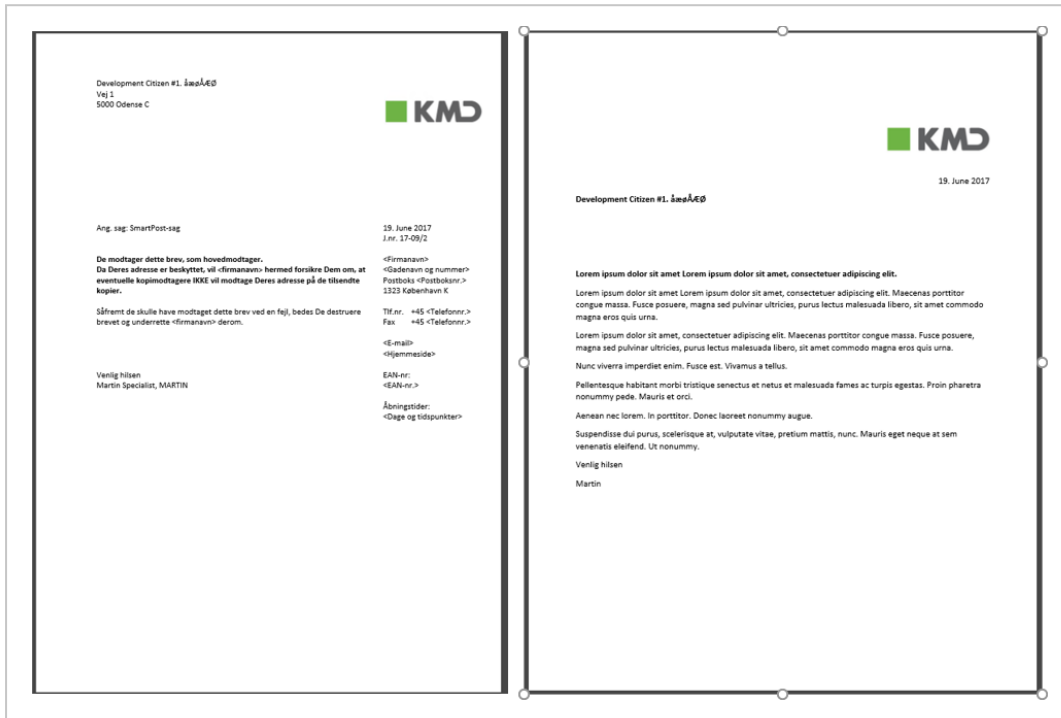 Development Citizen #1. åæøÅÆØ
Vej 1
5000 Odense C
KMD
Ang. sag: SmartPost-sag
19. June 2017
J.nr. 17-09/2
De modtager dette brev, som hovedmodtager.
Da Deres adresse er beskyttet, vil <firmanavn> hermed forsikre Dem om, at
eventuelle kopimodtagere IKKE vil modtage Deres adresse på de tilsendte
kopier.
Såfremt de skulle have modtaget dette brev ved en fejl, bedes De destruere
brevet og underrette <firmanavn> derom.
Venlig hilsen
Martin Specialist, MARTIN
<Firmanavn>
<Gadenavn og nummer>
Postboks <Postboksnr.>
1323 København K
Tlf.nr. +45 <Telefonnr.>
Fax +45 <Telefonnr.>
<E-mail>
<Hjemmeside>
EAN-nr:
<EAN-nr.>
Åbningstider:
<Dage og tidspunkter>
KMD
19. June 2017
Development Citizen #1. åæøÅÆØ
Lorem ipsum dolor sit amet Lorem ipsum dolor sit amet, consectetuer adipiscing elit.
Lorem ipsum dolor sit amet, consectetuer adipiscing elit. Maecenas porttitor
congue massa. Fusce posuere, magna sed pulvinar ultricies, purus lectus malesuada libero, sit amet commodo
magna eros quis urna.
Lorem ipsum dolor sit amet, consectetuer adipiscing elit. Maecenas porttitor congue massa. Fusce posuere,
magna sed pulvinar ultricies, purus lectus malesuada libero, sit amet commodo magna eros quis urna.
Nunc viverra imperdiet enim. Fusce est. Vivamus a tellus.
Pellentesque habitant morbi tristique senectus et netus et malesuada fames ac turpis egestas. Proin pharetra
nonummy pede. Mauris et orci.
Aenean nec lorem. In porttitor. Donec laoreet nonummy augue.
Suspendisse dui purus, scelerisque at, vulputate vitae, pretium mattis, nunc. Mauris eget neque at sem
venenatis eleifend. Ut nonummy.
Venlig hilsen
Martin